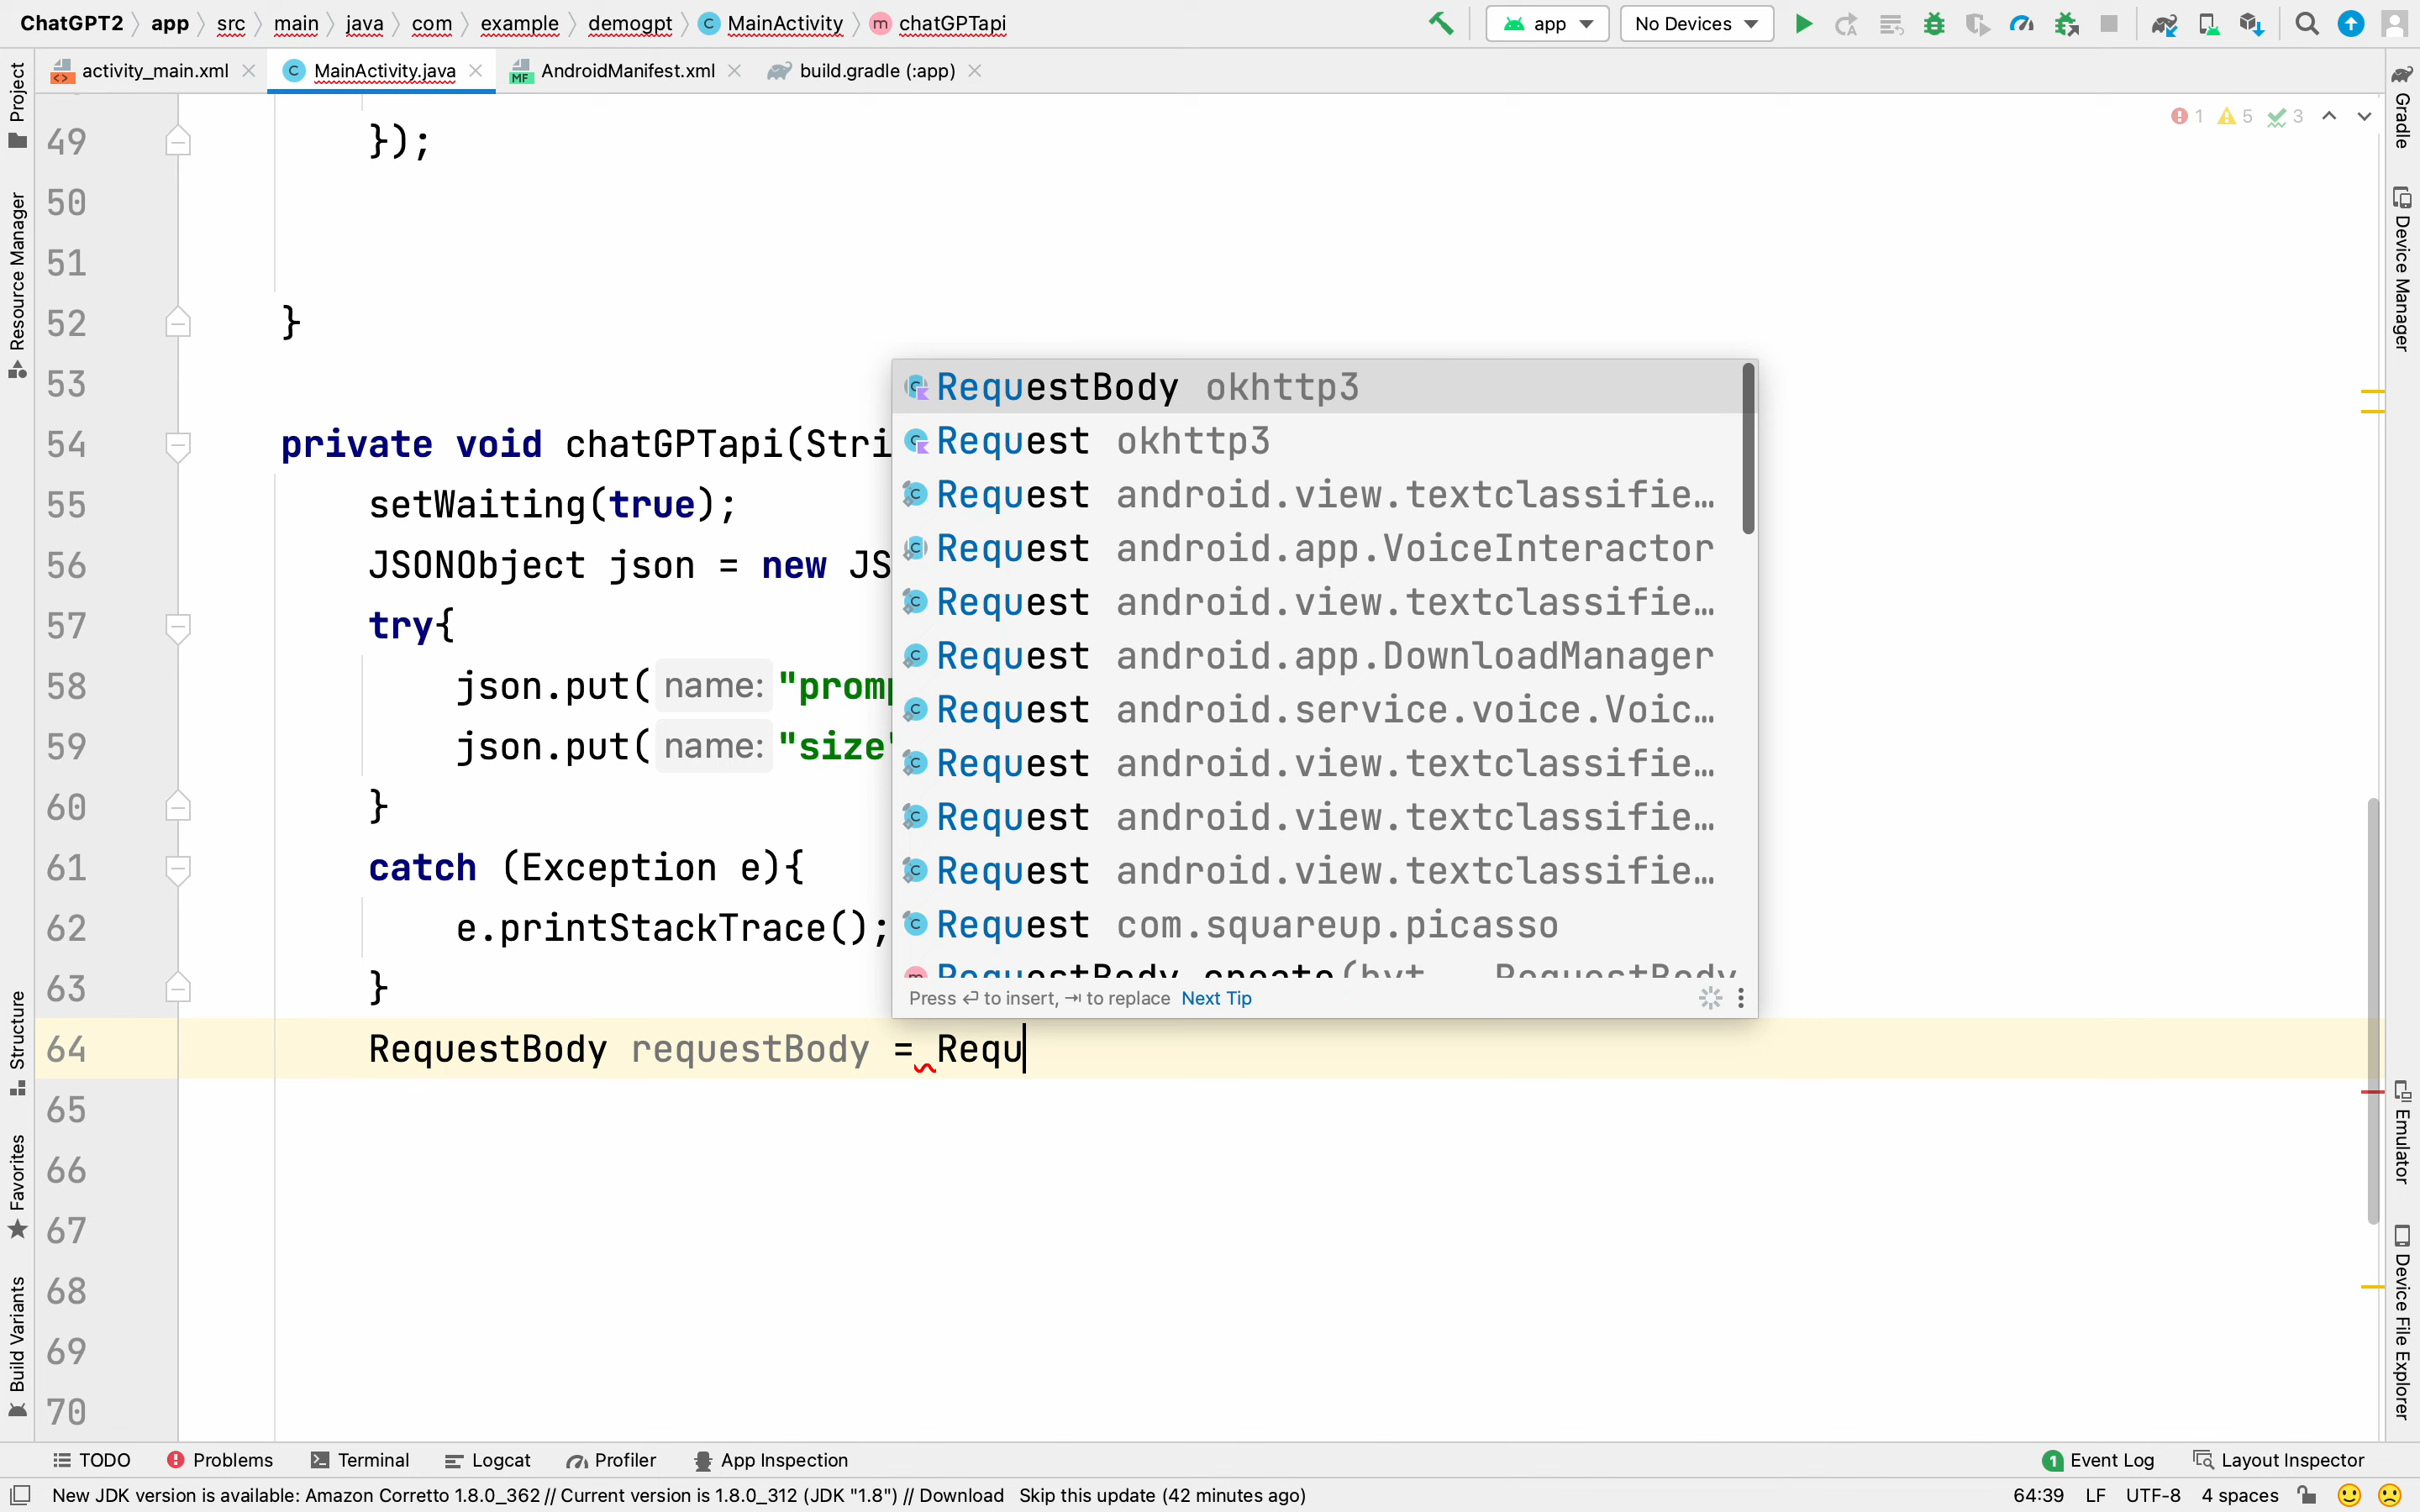 ChatGPT2 app src main java com example demogpt MainActivity chatGPTapi app No Devices
activity_main.xml MainActivity.java AndroidManifest.xml build.gradle (:app)
Project
Resource Manager
Structure
Favorites
Build Variants
1 5 3
49 });
50
51
52 }
53
54 private void chatGPTapi(Stri
55 setWaiting(true);
56 JSONObject json = new JS
57 try{
58 json.put( name: "prom
59 json.put( name: "size"
60 }
61 catch (Exception e){
62 e.printStackTrace();
63 }
64 RequestBody requestBody = Requ
65
66
67
68
69
70
RequestBody okhttp3
Request okhttp3
Request android.view.textclassifie…
Request android.app.VoiceInteractor
Request android.view.textclassifie…
Request android.app.DownloadManager
Request android.service.voice.Voic…
Request android.view.textclassifie…
Request android.view.textclassifie…
Request android.view.textclassifie…
Request com.squareup.picasso
RequestBody.create(byt… RequestBody
Press ↵ to insert, ⇥ to replace Next Tip
Gradle
Device Manager
Emulator
Device File Explorer
TODO Problems Terminal Logcat Profiler App Inspection 1 Event Log Layout Inspector
New JDK version is available: Amazon Corretto 1.8.0_362 // Current version is 1.8.0_312 (JDK "1.8") // Download Skip this update (42 minutes ago) 64:39 LF UTF-8 4 spaces